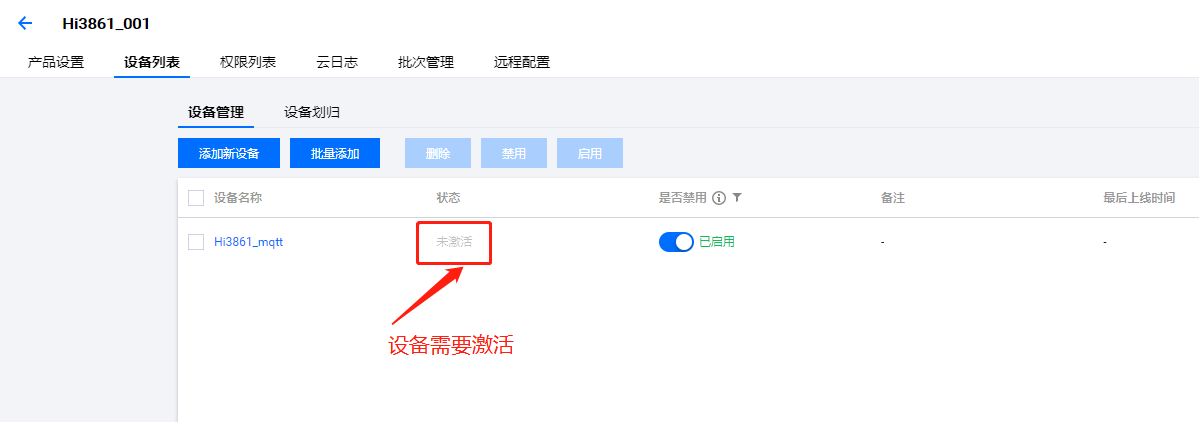 Hi3861_001
产品设置 设备列表 权限列表 云日志 批次管理 远程配置
设备管理 设备划归
添加新设备 批量添加 删除 禁用 启用
设备名称 状态 是否禁用 备注 最后上线时间
Hi3861_mqtt 未激活 已启用 - -
设备需要激活